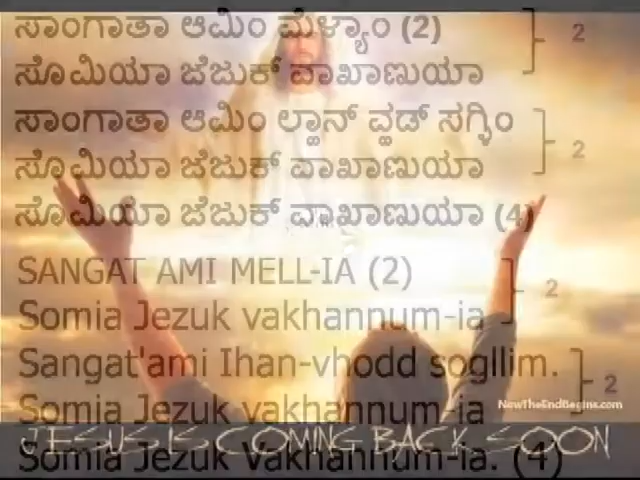 ಸಾಂಗಾತಾ ಆಮಿಂ ಮೆಳ್ಯಾಂ (2)
2
ಸೊಮಿಯಾ ಜೆಜುಕ್ ವಾಖಾಣುಯಾ
ಸಾಂಗಾತಾ ಆಮಿಂ ಲ್ಹಾನ್ ವ್ಹಡ್ ಸಗ್ಳಿಂ
2
ಸೊಮಿಯಾ ಜೆಜುಕ್ ವಾಖಾಣುಯಾ
ಸೊಮಿಯಾ ಜೆಜುಕ್ ವಾಖಾಣುಯಾ (4)
SANGAT AMI MELL-IA (2)
2
Somia Jezuk vakhannum-ia
Sangat'ami lhan-vhodd sogllim.
2
Somia Jezuk vakhannum-ia
NowTheEndBegins.com
JESUS IS COMING BACK SOON
Somia Jezuk vakhannum-ia. (4)